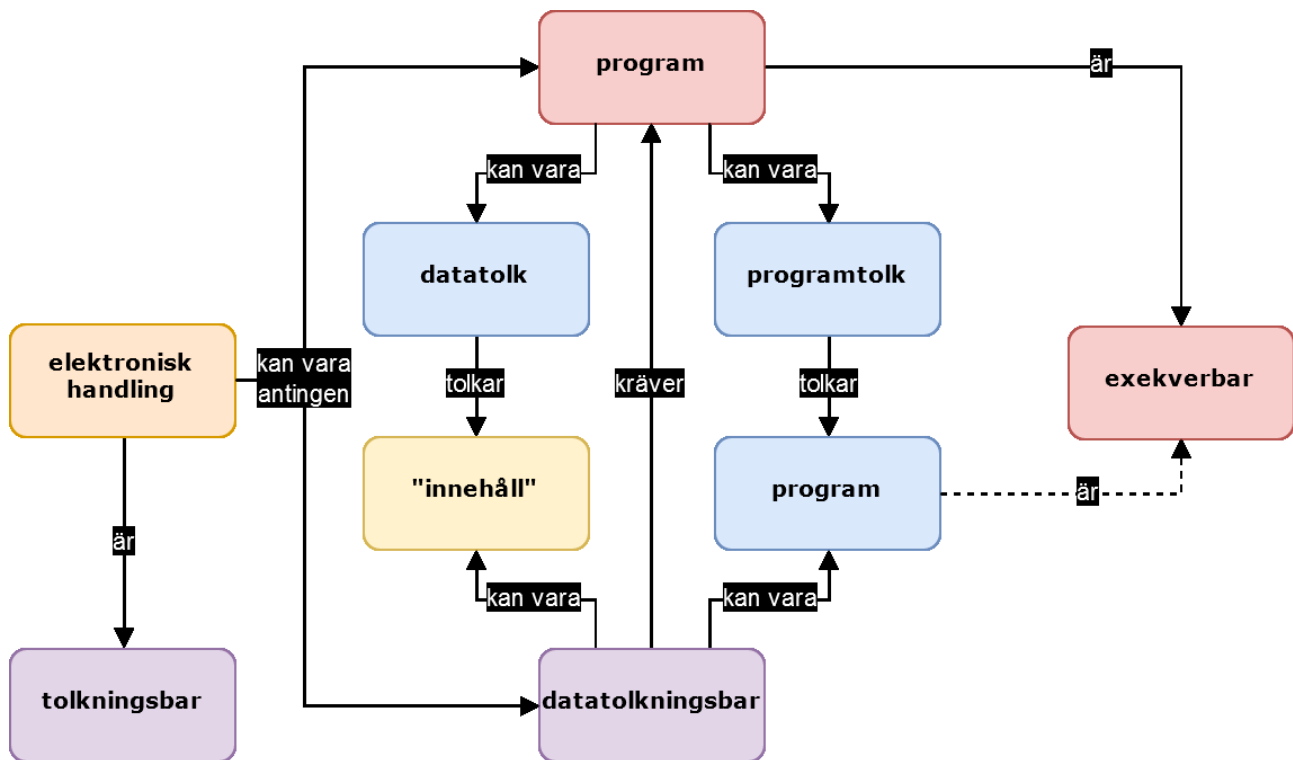 program
är
kan vara
kan vara
datatolk
programtolk
elektronisk
handling
kan vara
antingen
tolkar
kräver
tolkar
exekverbar
"innehåll"
program
är
är
kan vara
kan vara
tolkningsbar
datatolkningsbar